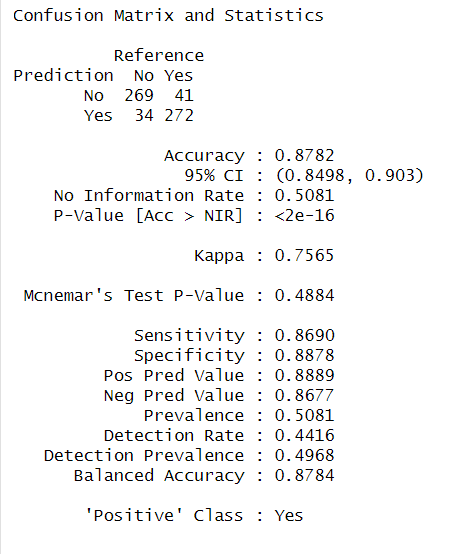 Confusion Matrix and Statistics
Reference
Prediction No Yes
No 269 41
Yes 34 272
Accuracy : 0.8782
95% CI : (0.8498, 0.903)
No Information Rate : 0.5081
P-Value [Acc > NIR] : <2e-16
Kappa : 0.7565
Mcnemar's Test P-Value : 0.4884
Sensitivity : 0.8690
Specificity : 0.8878
Pos Pred Value : 0.8889
Neg Pred Value : 0.8677
Prevalence : 0.5081
Detection Rate : 0.4416
Detection Prevalence : 0.4968
Balanced Accuracy : 0.8784
'Positive' Class : Yes